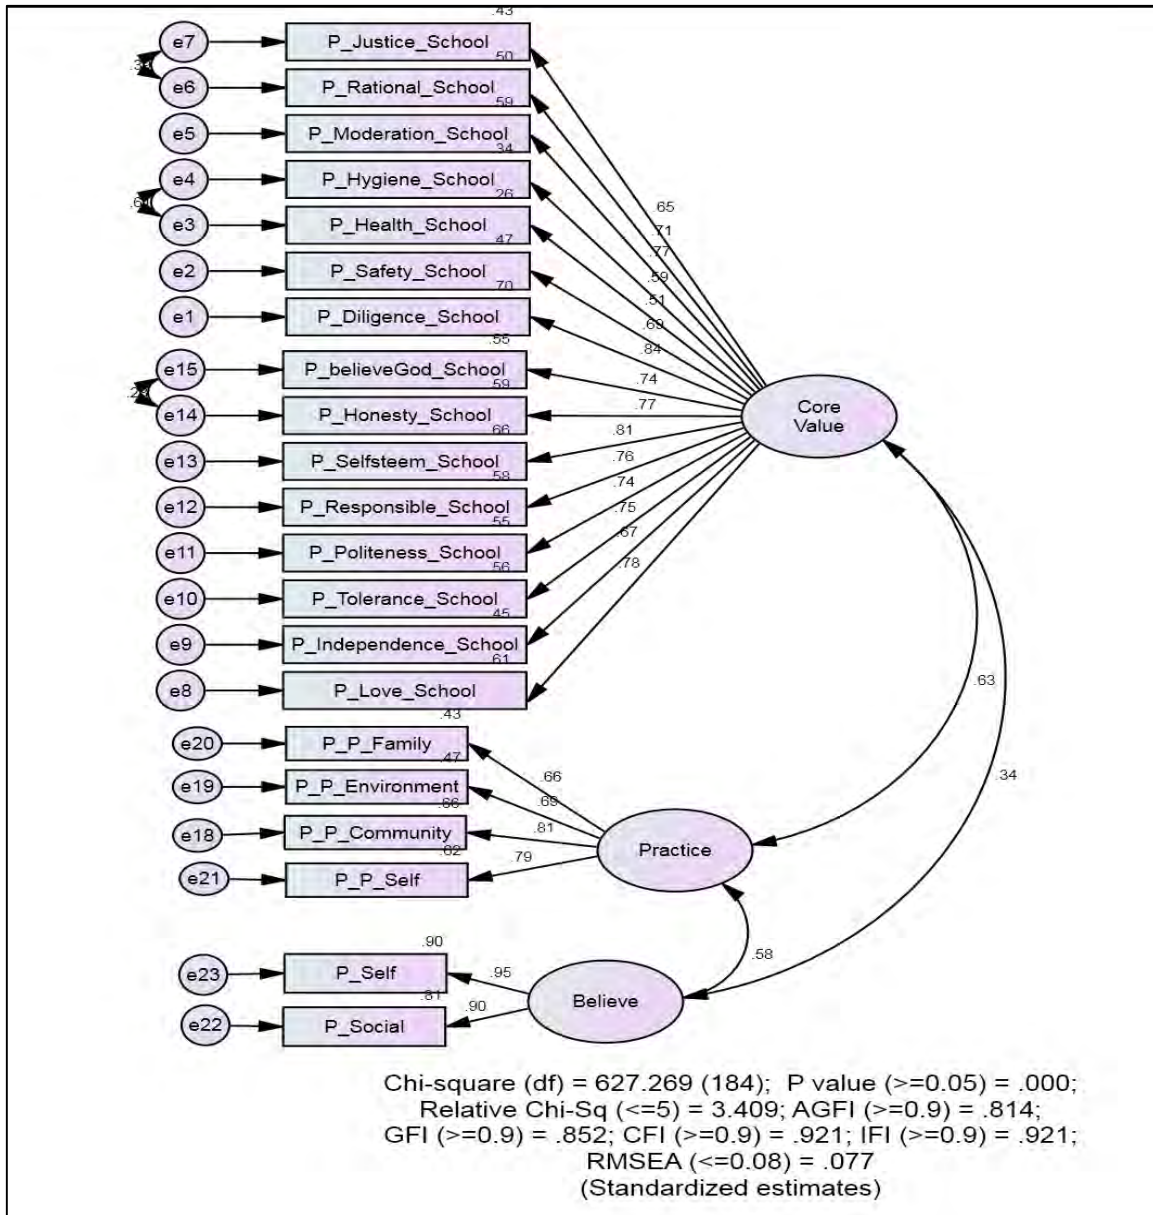 .43
e7 P_Justice_School
.50
e6 P_Rational_School
.59
e5 P_Moderation_School
.34
e4 P_Hygiene_School
.26
e3 P_Health_School
.47
e2 P_Safety_School
.70
e1 P_Diligence_School
.55
e15 P_believeGod_School
.59
e14 P_Honesty_School
.66
e13 P_Selfsteem_School
.58
e12 P_Responsible_School
.55
e11 P_Politeness_School
.56
e10 P_Tolerance_School
.45
e9 P_Independence_School
.61
e8 P_Love_School
.65
.71
.77
.59
.51
.69
.84
.74
.77
.81
.76
.74
.75
.67
.78
Core
Value
.63
.34
.43
e20 P_P_Family
.47
e19 P_P_Environment
.66
e18 P_P_Community
.62
e21 P_P_Self
.66
.69
.81
.79
Practice
.58
.90
e23 P_Self
.81
e22 P_Social
.95
.90
Believe
Chi-square (df) = 627.269 (184); P value (>=0.05) = .000;
Relative Chi-Sq (<=5) = 3.409; AGFI (>=0.9) = .814;
GFI (>=0.9) = .852; CFI (>=0.9) = .921; IFI (>=0.9) = .921;
RMSEA (<=0.08) = .077
(Standardized estimates)